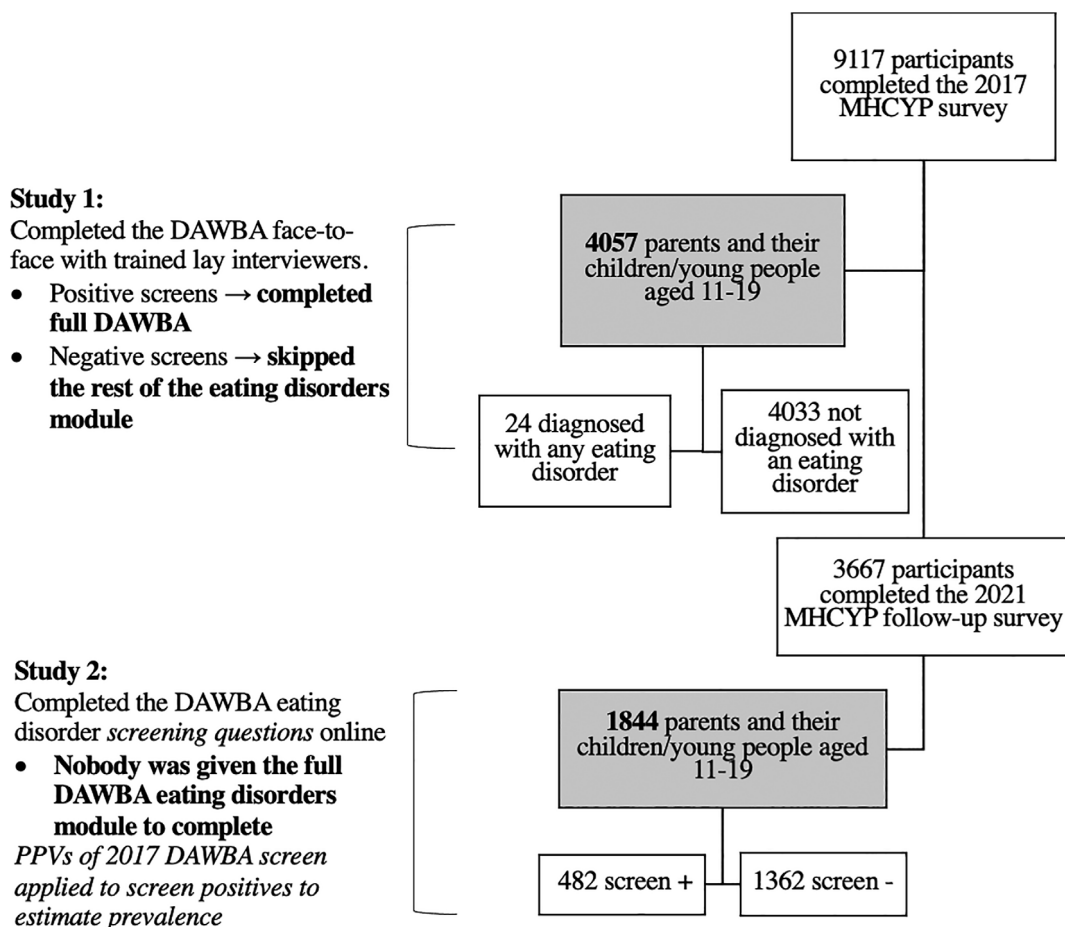 9117 participants
completed the 2017
MHCYP survey
Study 1:
Completed the DAWBA face-to-
face with trained lay interviewers.
• Positive screens → completed
full DAWBA
• Negative screens → skipped
the rest of the eating disorders
module
4057 parents and their
children/young people
aged 11-19
24 diagnosed
with any eating
disorder
4033 not
diagnosed with
an eating
disorder
3667 participants
completed the 2021
MHCYP follow-up survey
Study 2:
Completed the DAWBA eating
disorder screening questions online
• Nobody was given the full
DAWBA eating disorders
module to complete
PPVs of 2017 DAWBA screen
applied to screen positives to
estimate prevalence
1844 parents and their
children/young people aged
11-19
482 screen +
1362 screen -